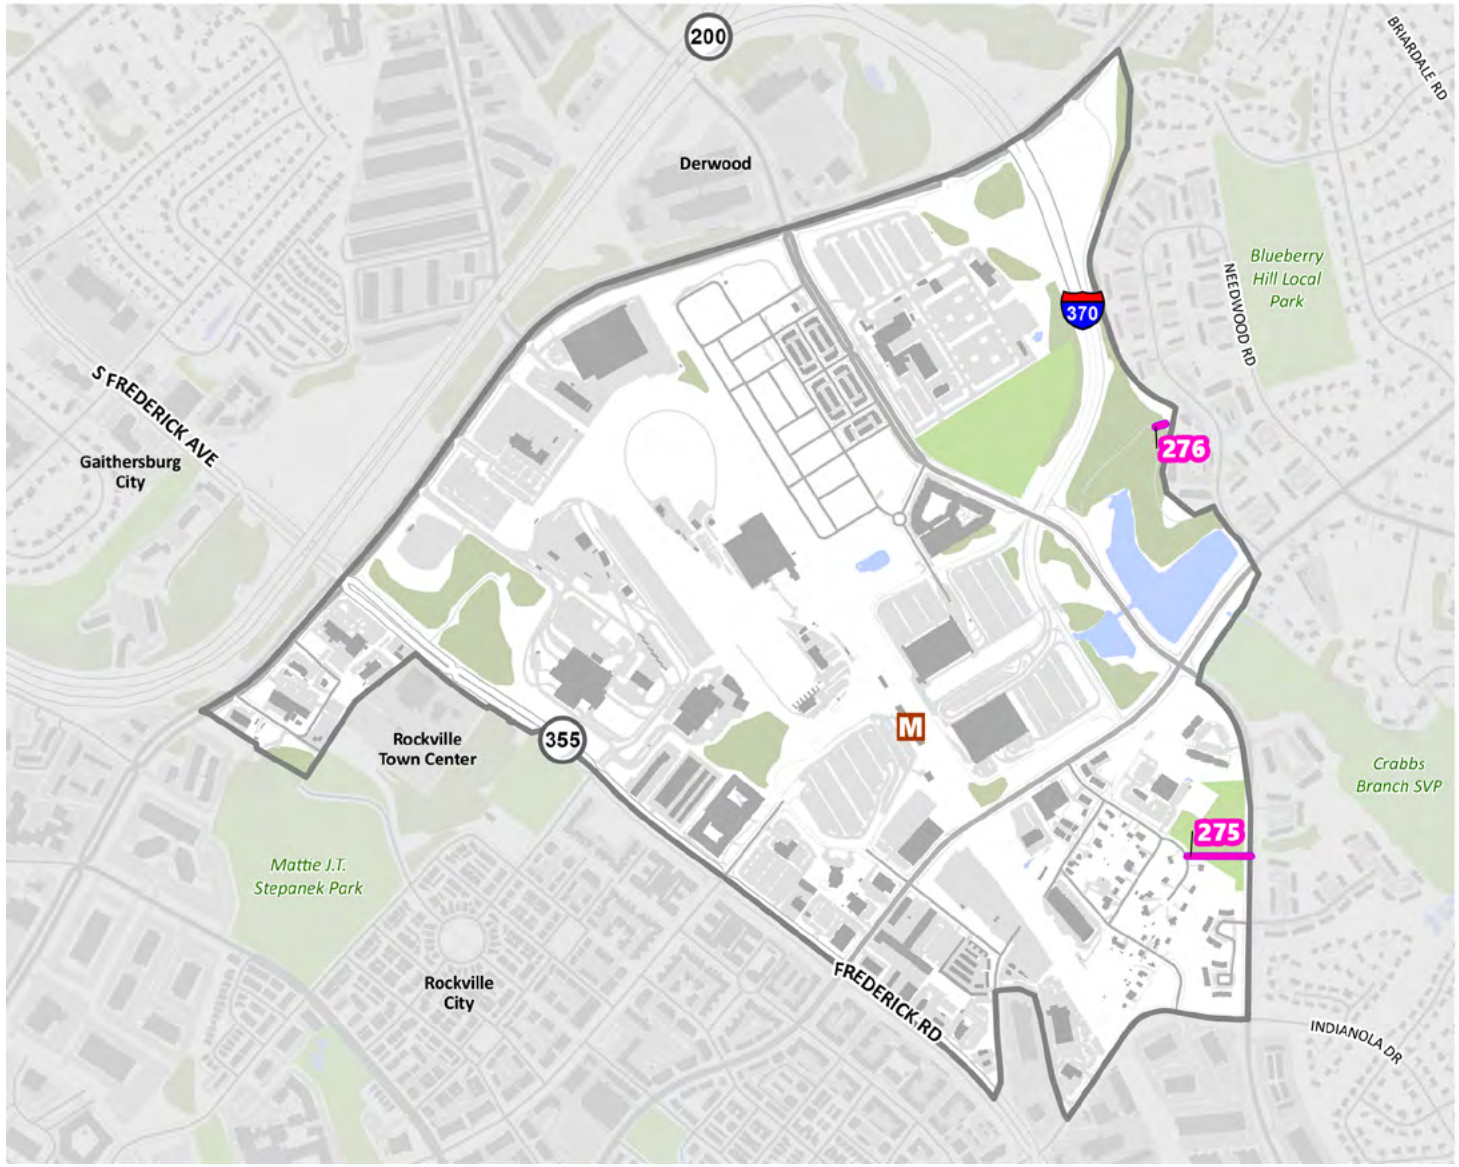 200
BRIARDALE RD
Derwood
Blueberry
Hill Local
Park
NEEDWOOD RD
370
S FREDERICK AVE
Gaithersburg
City
276
M
355
Rockville
Town Center
Crabbs
Branch SVP
275
Mattie J.T.
Stepanek Park
Rockville
City
FREDERICK RD
INDIANOLA DR